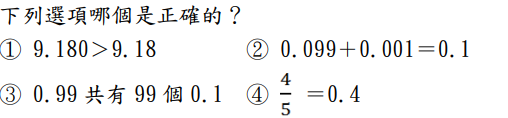 下列選項哪個是正確的？
① 9.180＞9.18 ② 0.099＋0.001＝0.1
③ 0.99 共有 99 個 0.1 ④ 4/5 ＝0.4